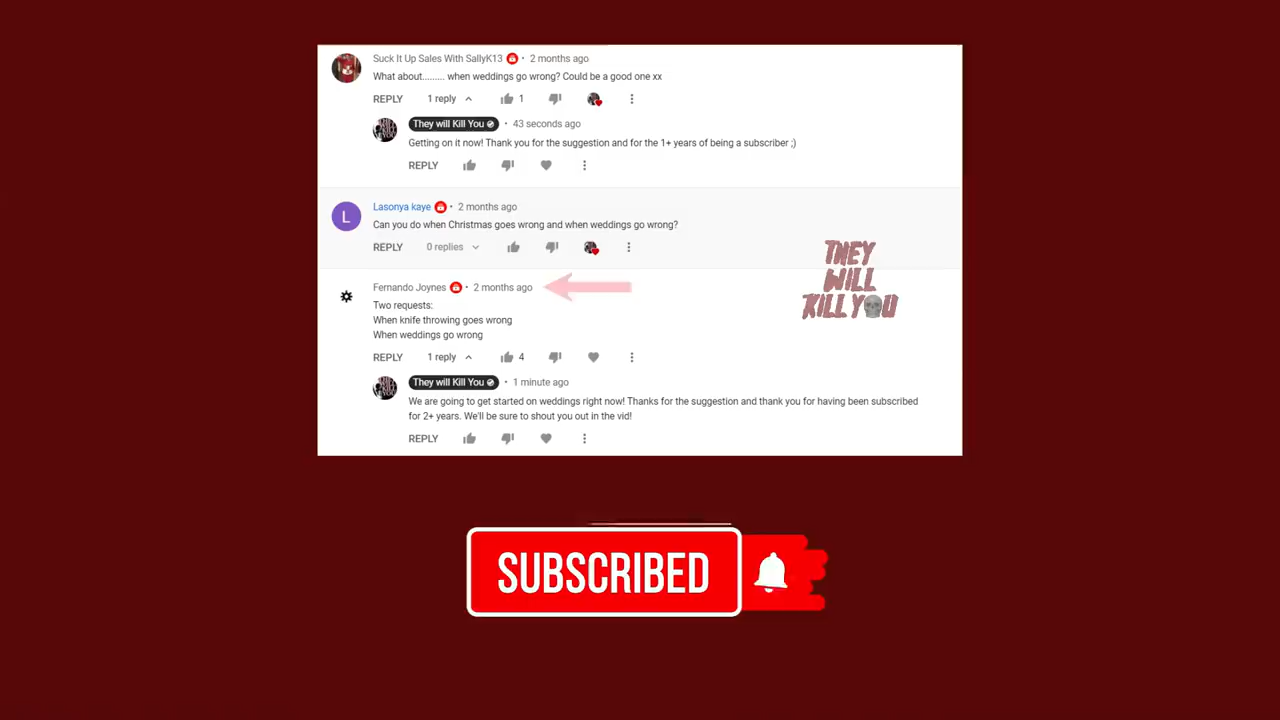 Suck It Up Sales With SallyK13 • 2 months ago
What about......... when weddings go wrong? Could be a good one xx
REPLY 1 reply 1
They will Kill You • 43 seconds ago
Getting on it now! Thank you for the suggestion and for the 1+ years of being a subscriber ;)
REPLY
L
Lasonya kaye • 2 months ago
Can you do when Christmas goes wrong and when weddings go wrong?
REPLY 0 replies
THEY
WILL
KILL YOU
Fernando Joynes • 2 months ago
Two requests:
When knife throwing goes wrong
When weddings go wrong
REPLY 1 reply 4
They will Kill You • 1 minute ago
We are going to get started on weddings right now! Thanks for the suggestion and thank you for having been subscribed
for 2+ years. We'll be sure to shout you out in the vid!
REPLY
SUBSCRIBED